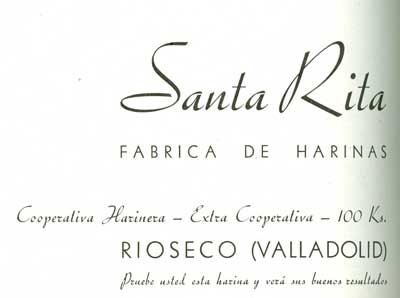 Santa Rita
FABRICA DE HARINAS
Cooperativa Harinera – Extra Cooperativa – 100 Ks.
RIOSECO (VALLADOLID)
Pruebe usted esta harina y verá sus buenos resultados